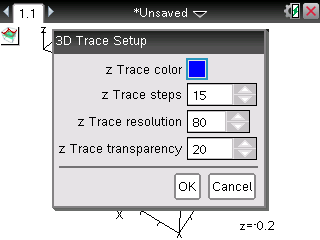 1.1
*Unsaved
3D Trace Setup
z Trace color
z Trace steps 15
z Trace resolution 80
z Trace transparency 20
OK Cancel
z=-0.2